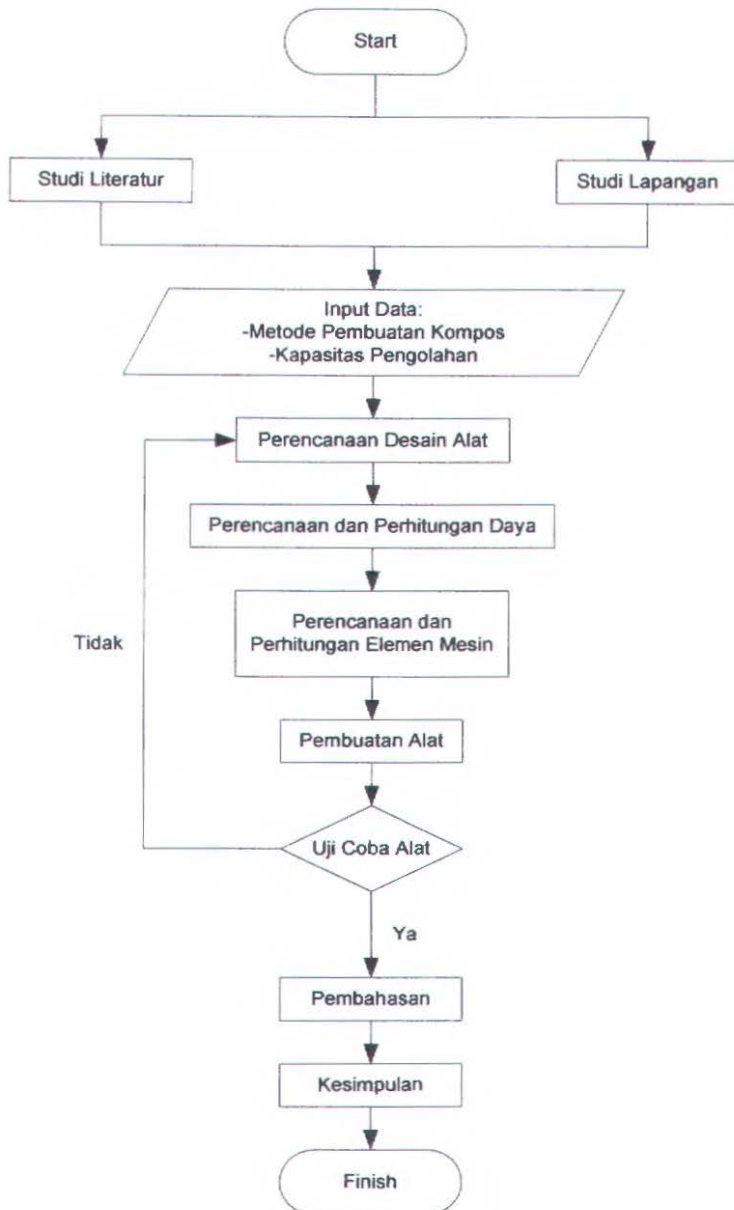 Start
Studi Literatur
Studi Lapangan
Input Data:
-Metode Pembuatan Kompos
-Kapasitas Pengolahan
Perencanaan Desain Alat
Perencanaan dan Perhitungan Daya
Perencanaan dan
Perhitungan Elemen Mesin
Tidak
Pembuatan Alat
Uji Coba Alat
Ya
Pembahasan
Kesimpulan
Finish